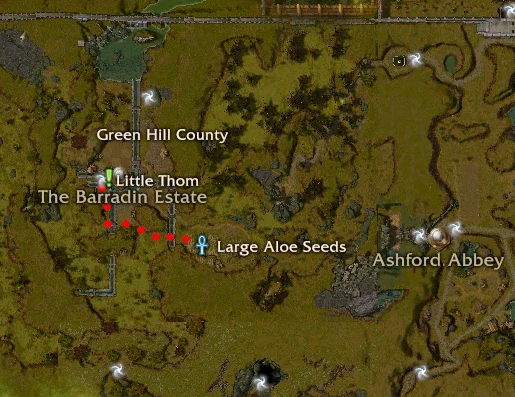 Green Hill County
Little Thom
The Barradin Estate
Large Aloe Seeds
Ashford Abbey